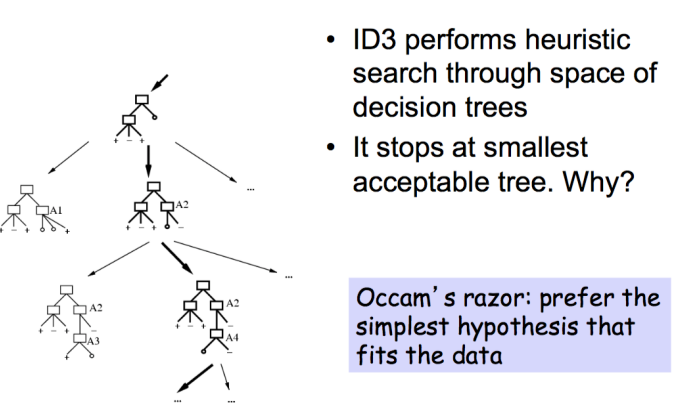 • ID3 performs heuristic
search through space of
decision trees
• It stops at smallest
acceptable tree. Why?
Occam's razor: prefer the
simplest hypothesis that
fits the data
+ − +
...
A1
+ − + +
A2
+ − + −
...
A2
+ − + −
A3
+
A2
+ − + −
A4
−
... ...